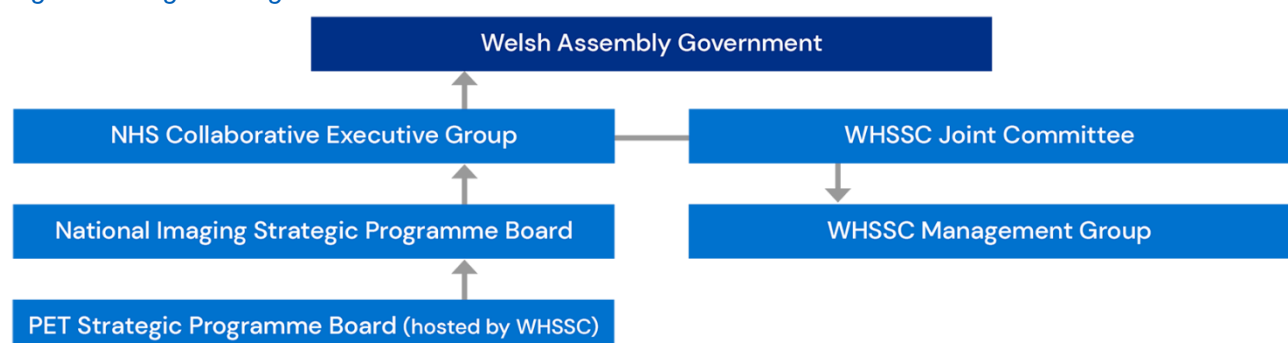 Welsh Assembly Government
NHS Collaborative Executive Group
WHSSC Joint Committee
National Imaging Strategic Programme Board
WHSSC Management Group
PET Strategic Programme Board (hosted by WHSSC)